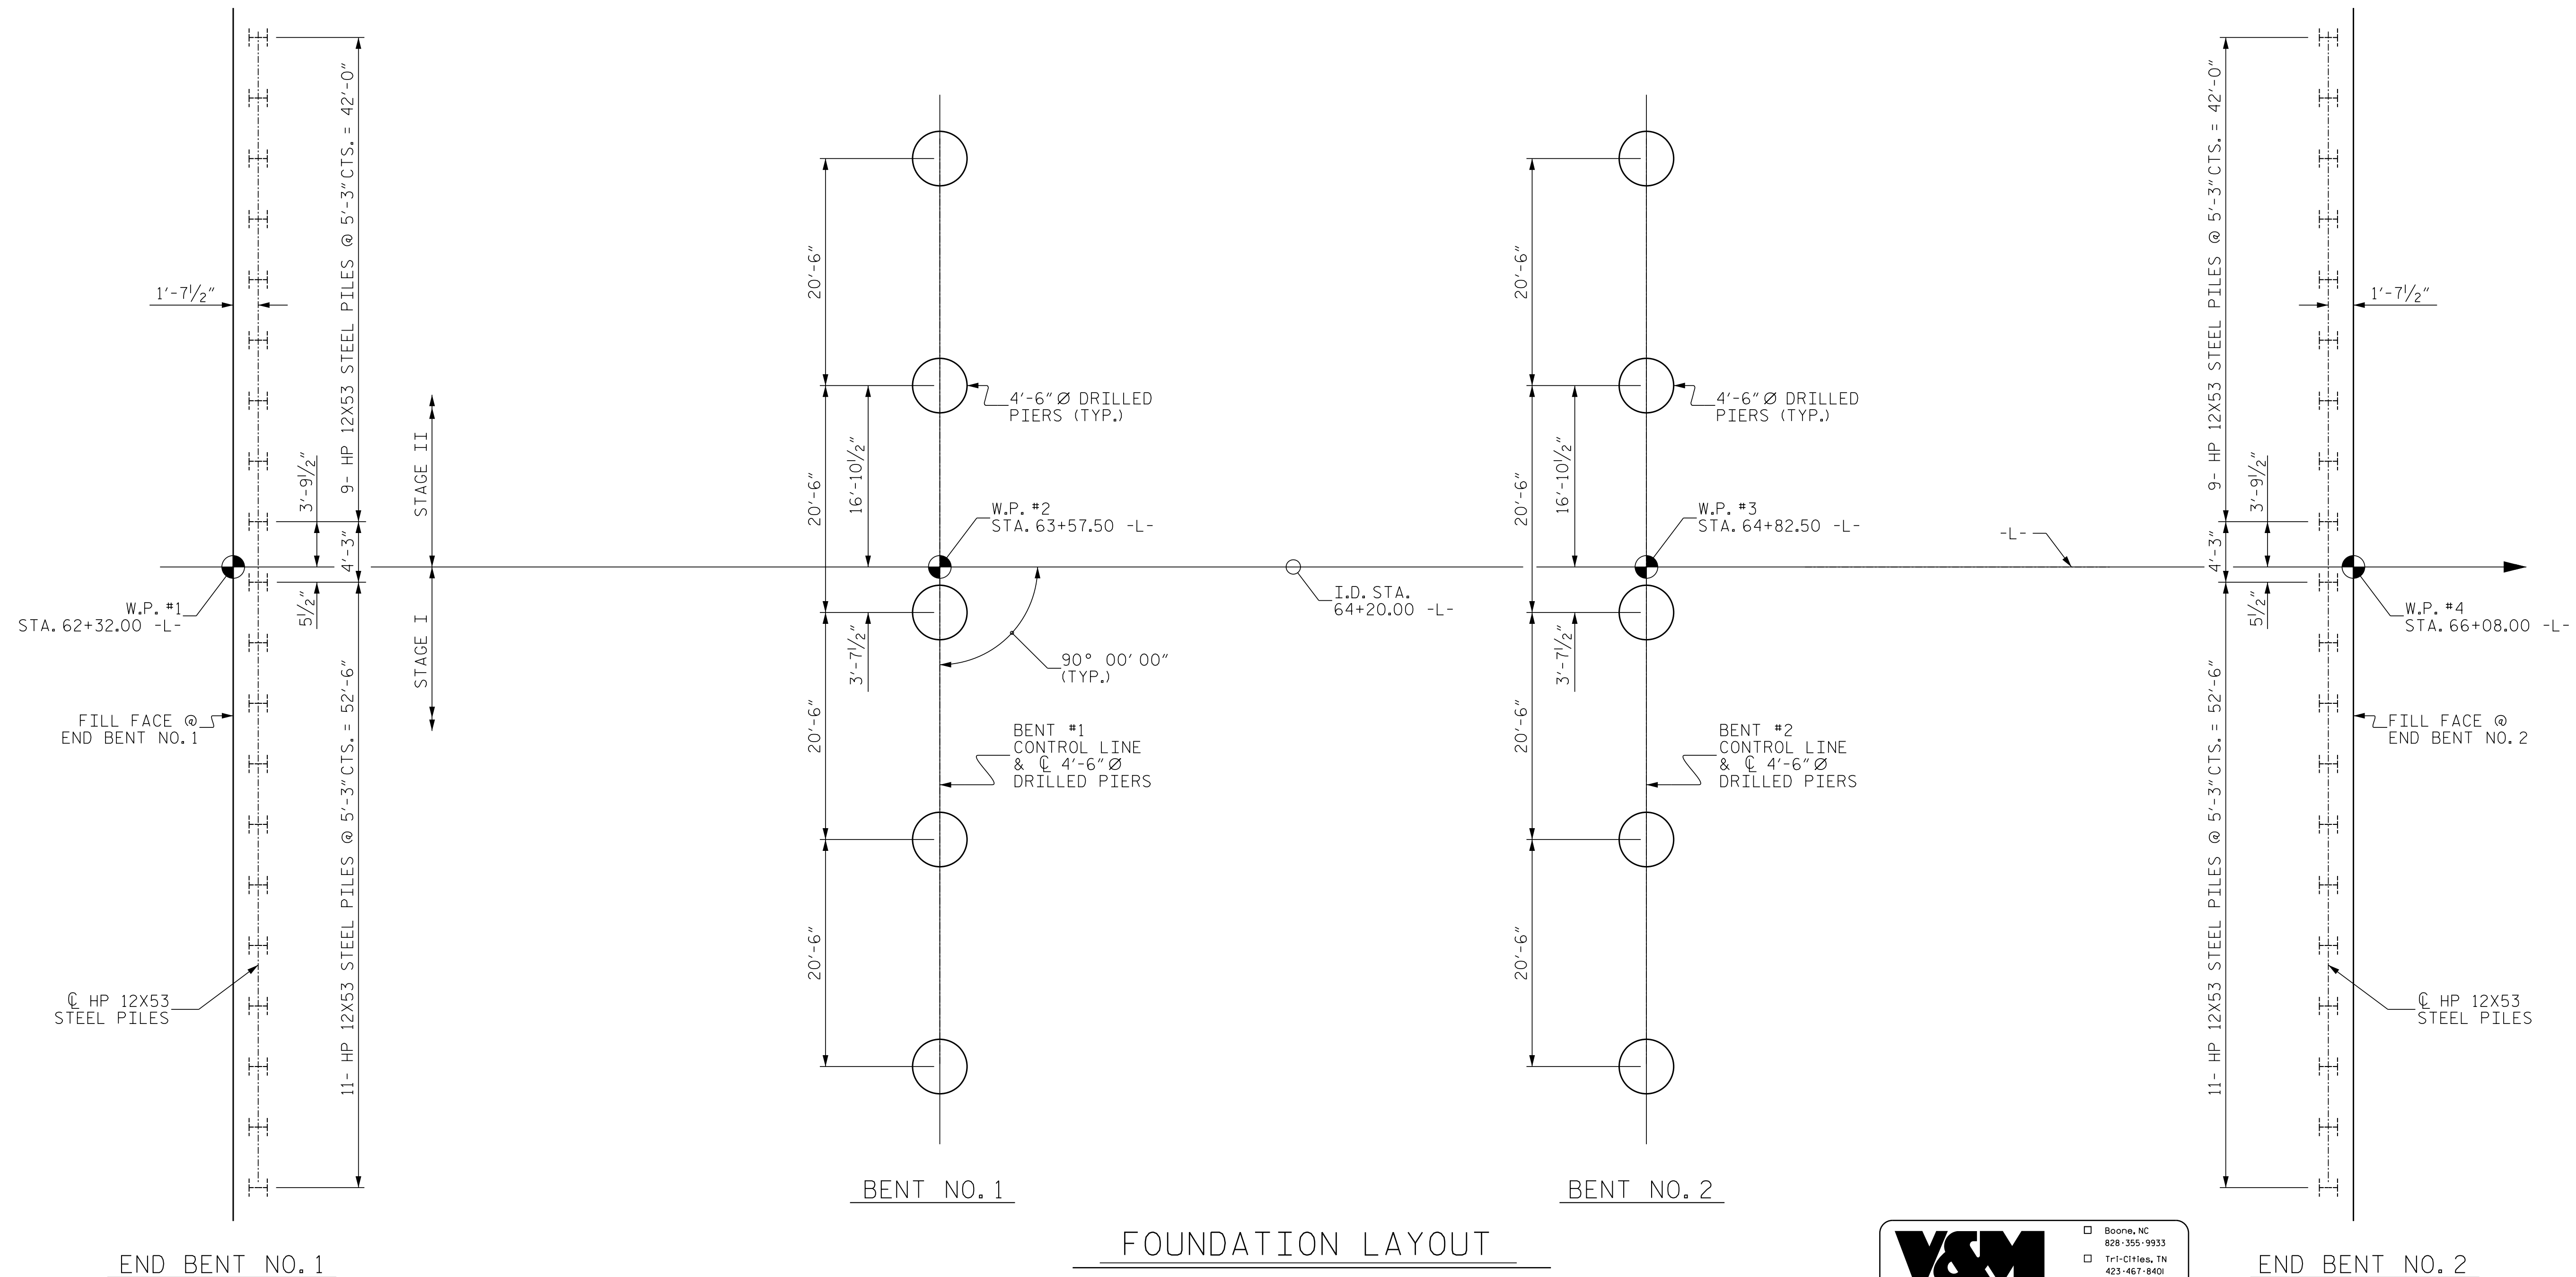 9- HP 12X53 STEEL PILES @ 5'-3" CTS. = 42'-0"
1'-7½"
3'-9½"
4'-3"
5½"
STAGE II
STAGE I
W.P. #1
STA. 62+32.00 -L-
FILL FACE @
END BENT NO. 1
11- HP 12X53 STEEL PILES @ 5'-3" CTS. = 52'-6"
℄ HP 12X53
STEEL PILES
END BENT NO. 1
20'-6"
20'-6"
20'-6"
20'-6"
16'-10½"
3'-7½"
4'-6" Ø DRILLED
PIERS (TYP.)
W.P. #2
STA. 63+57.50 -L-
90° 00' 00"
(TYP.)
BENT #1
CONTROL LINE
& ℄ 4'-6" Ø
DRILLED PIERS
BENT NO. 1
I.D. STA.
64+20.00 -L-
20'-6"
20'-6"
20'-6"
20'-6"
16'-10½"
3'-7½"
4'-6" Ø DRILLED
PIERS (TYP.)
W.P. #3
STA. 64+82.50 -L-
-L-
BENT #2
CONTROL LINE
& ℄ 4'-6" Ø
DRILLED PIERS
BENT NO. 2
9- HP 12X53 STEEL PILES @ 5'-3" CTS. = 42'-0"
1'-7½"
3'-9½"
4'-3"
5½"
W.P. #4
STA. 66+08.00 -L-
FILL FACE @
END BENT NO. 2
11- HP 12X53 STEEL PILES @ 5'-3" CTS. = 52'-6"
℄ HP 12X53
STEEL PILES
END BENT NO. 2
FOUNDATION LAYOUT
V&M
Boone, NC
828·355·9933
Tri-Cities, TN
423·467·8401